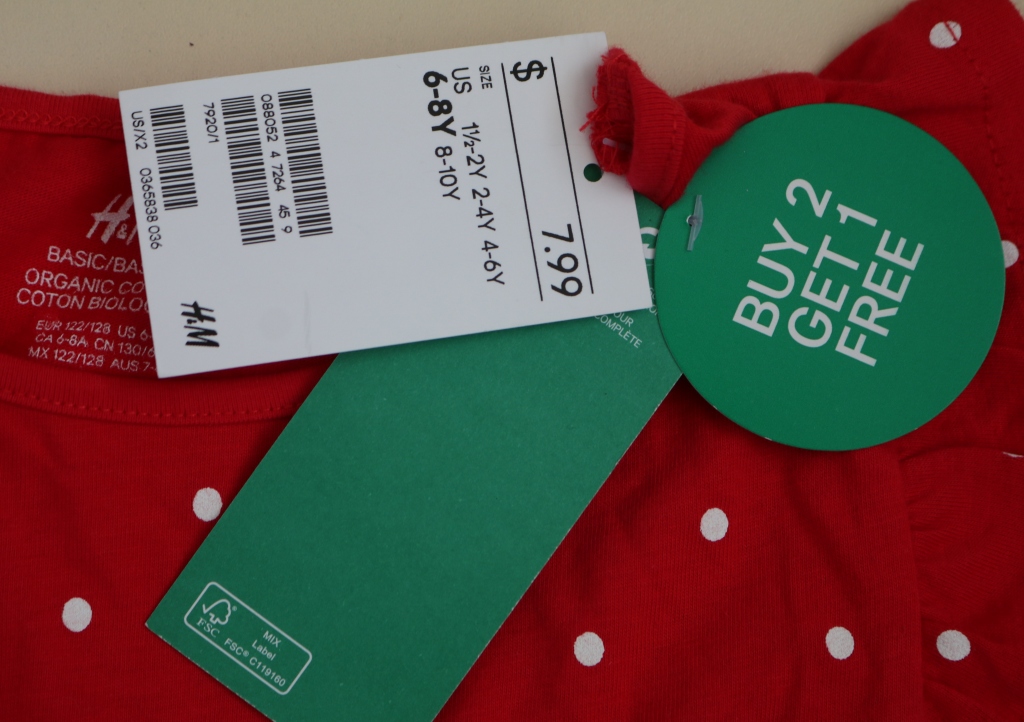 $ 7.99
SIZE
US 1½-2Y 2-4Y 4-6Y
6-8Y 8-10Y
088052 4 7264 45 9
7920/1
US/X2 0365838 036
H&M
BUY 2
GET 1
FREE
H&M
BASIC/BAS
ORGANIC CO
COTON BIOLO
EUR 122/128 US 6-
CA 6-8A CN 130/6
MX 122/128 AUS 7-
OUR
COMPLÈTE
FSC
MIX
Label
FSC® C119160